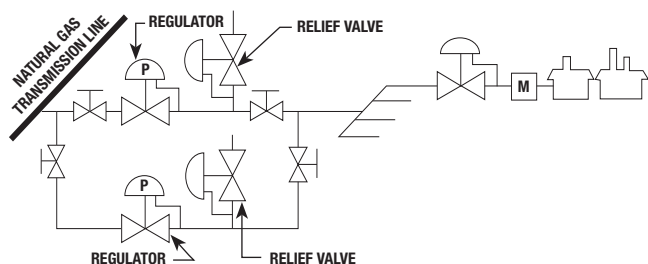 NATURAL GAS
TRANSMISSION LINE
REGULATOR
RELIEF VALVE
P
M
P
REGULATOR
RELIEF VALVE